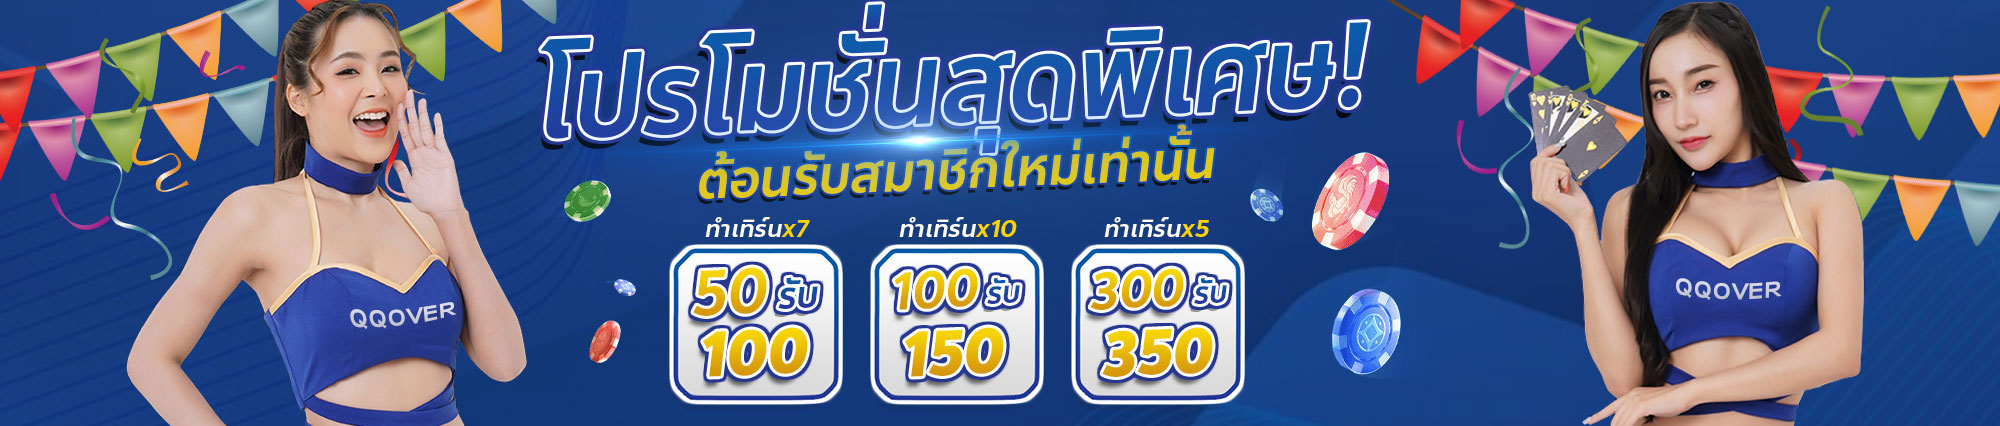 โปรโมชั่นสุดพิเศษ!
ต้อนรับสมาชิกใหม่เท่านั้น
ทำเทิร์นx7
50 รับ
100
ทำเทิร์นx10
100 รับ
150
ทำเทิร์นx5
300 รับ
350
QQOVER
QQOVER